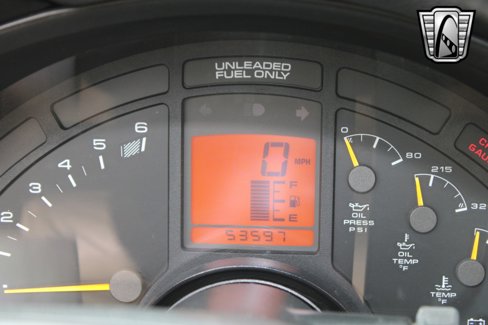 UNLEADED
FUEL ONLY
6
5
4
3
2
0 MPH
F
E
53597
0
80
OIL
PRESS
PSI
215
32
OIL
TEMP
°F
TEMP
°F